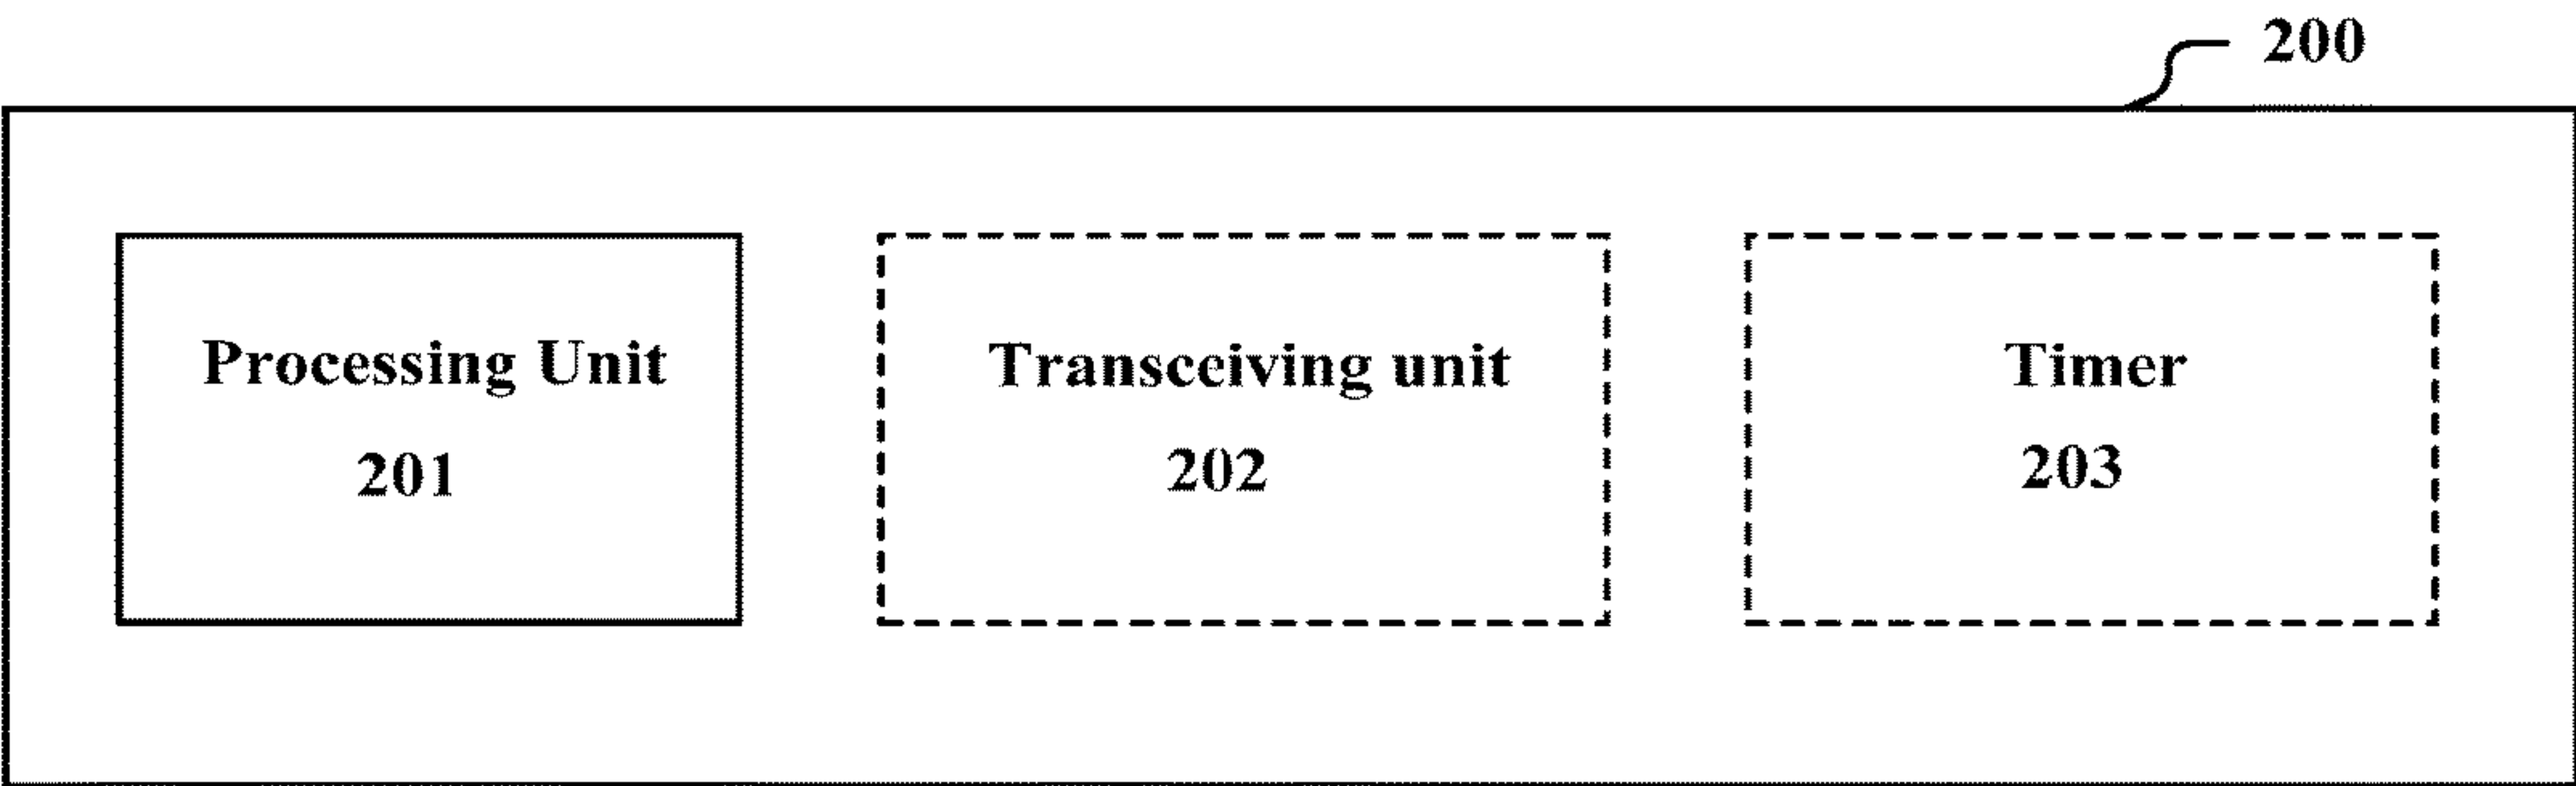 200
Processing Unit
201
Transceiving unit
202
Timer
203